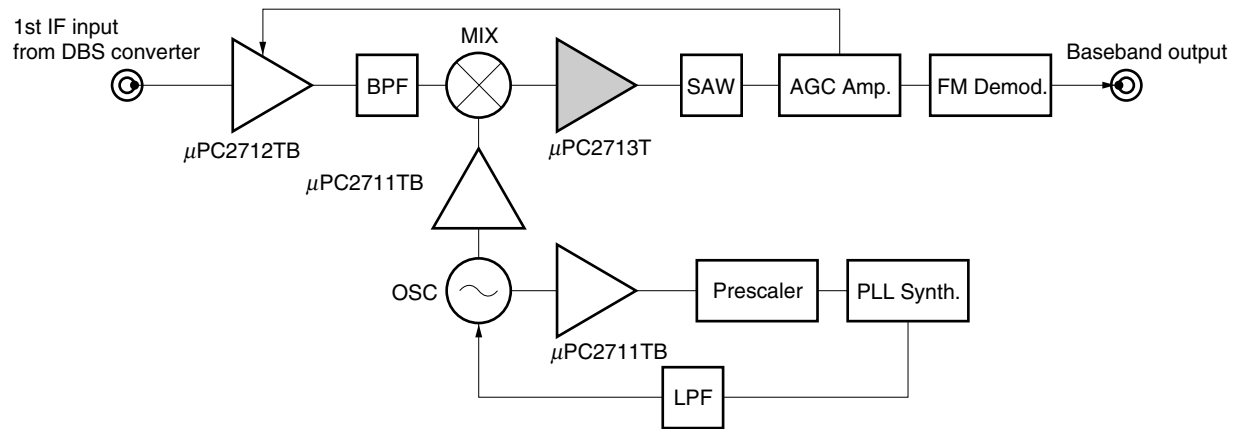 1st IF input
from DBS converter
MIX
Baseband output
BPF
SAW
AGC Amp.
FM Demod.
μPC2712TB
μPC2713T
μPC2711TB
OSC
Prescaler
PLL Synth.
μPC2711TB
LPF